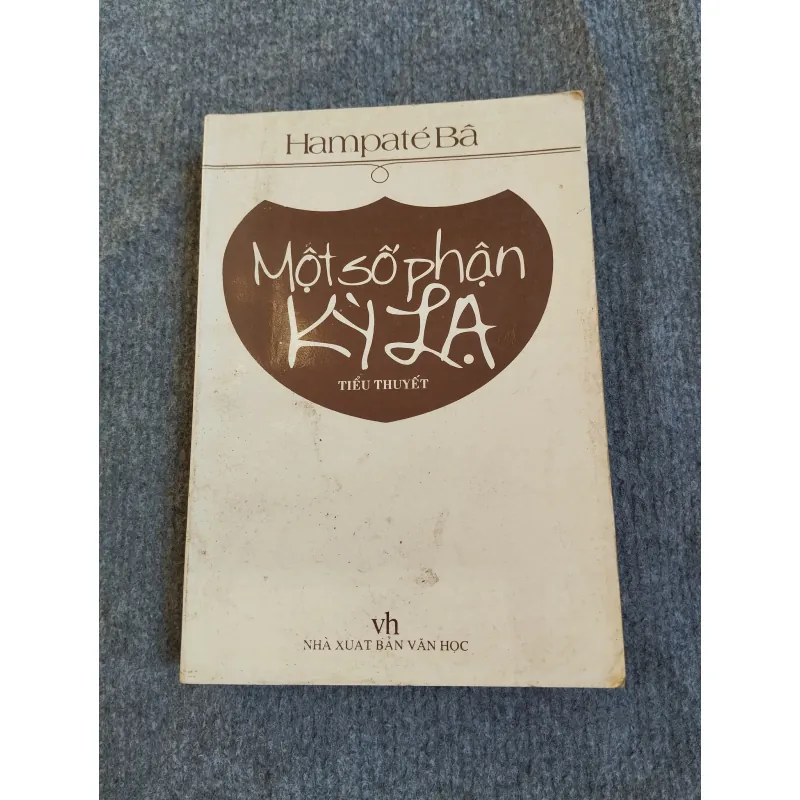 Hampaté Bâ
Một số phận
KỲ LẠ
TIỂU THUYẾT
vh
NHÀ XUẤT BẢN VĂN HỌC